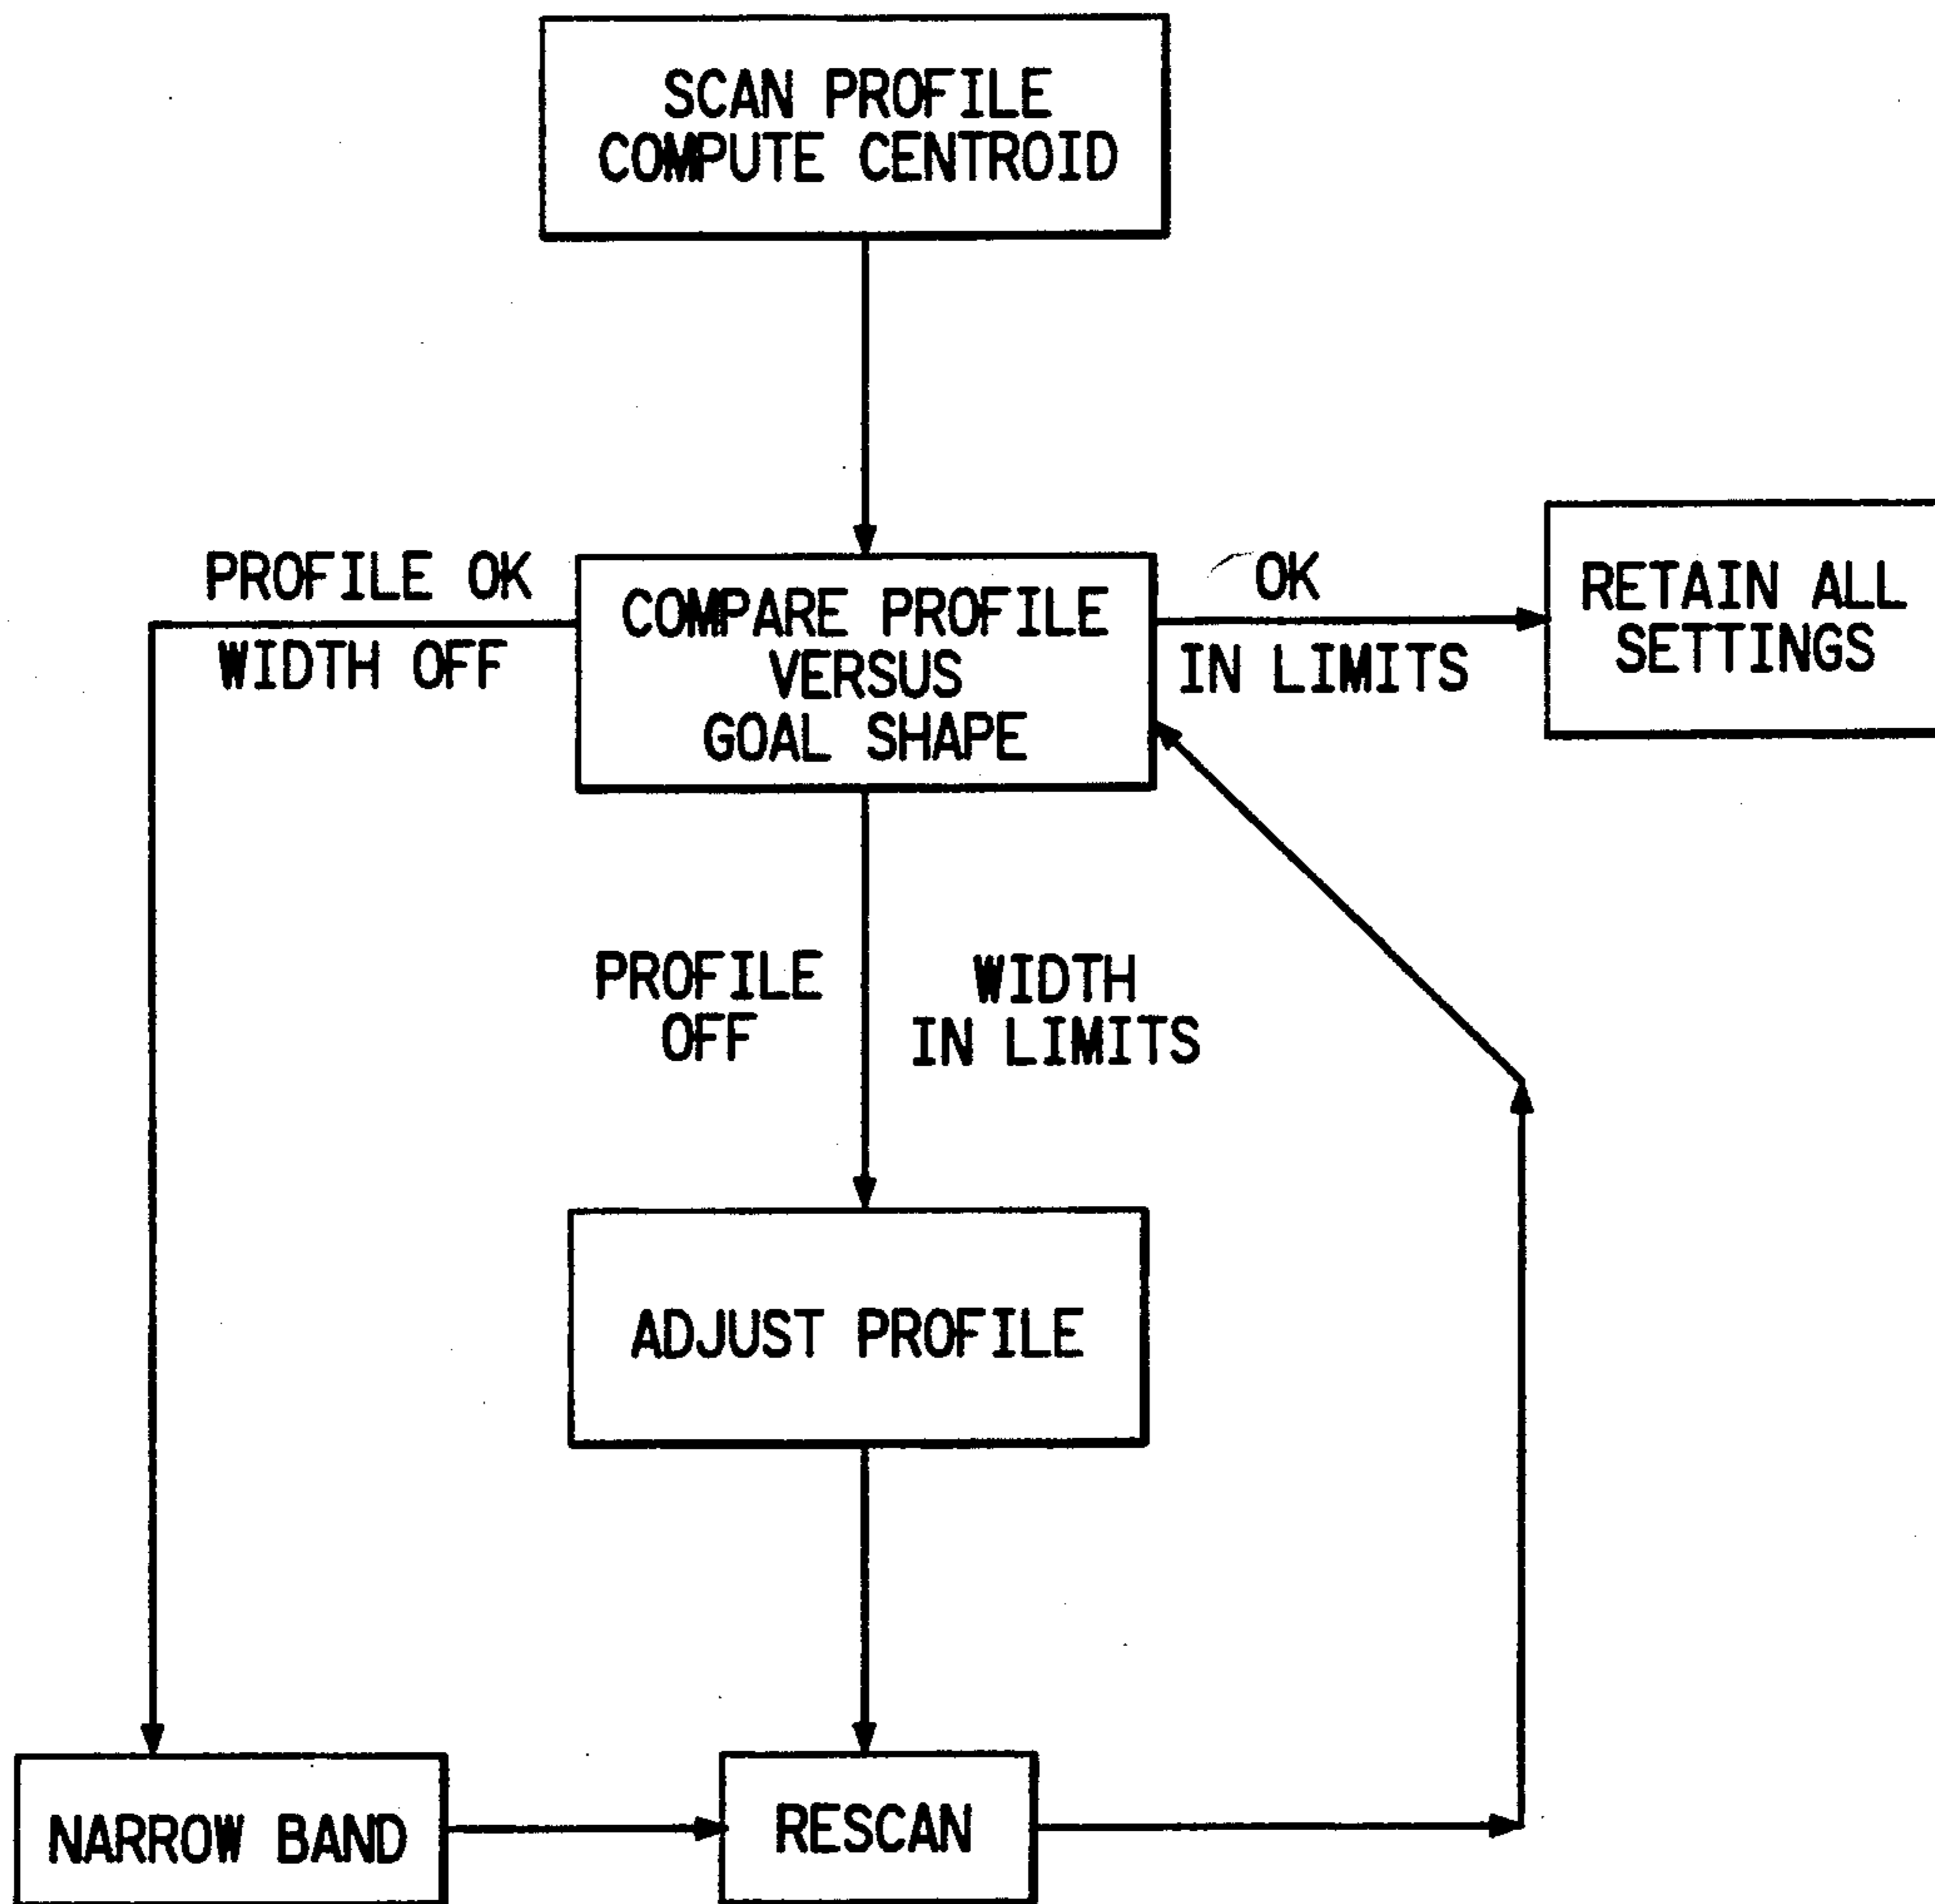 SCAN PROFILE
COMPUTE CENTROID
PROFILE OK
WIDTH OFF
COMPARE PROFILE
VERSUS
GOAL SHAPE
OK
IN LIMITS
RETAIN ALL
SETTINGS
PROFILE
OFF
WIDTH
IN LIMITS
ADJUST PROFILE
NARROW BAND
RESCAN